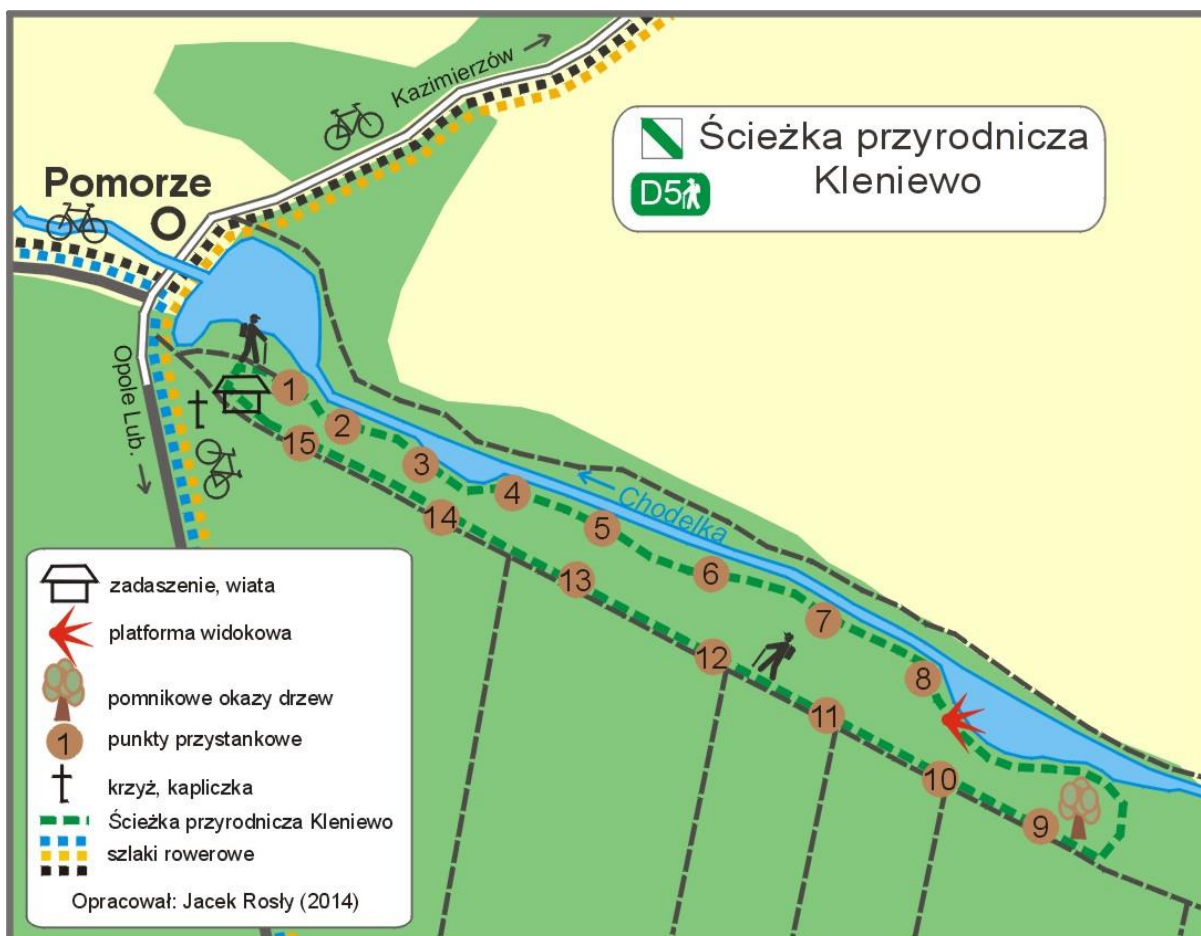 Kazimierzów
Ścieżka przyrodnicza
Kleniewo
D5
Pomorze
Opole Lub.
1
2
15
3
4
14
5
Chodelka
13
6
7
12
8
11
10
9
zadaszenie, wiata
platforma widokowa
pomnikowe okazy drzew
1
punkty przystankowe
krzyż, kapliczka
Ścieżka przyrodnicza Kleniewo
szlaki rowerowe
Opracował: Jacek Rosły (2014)